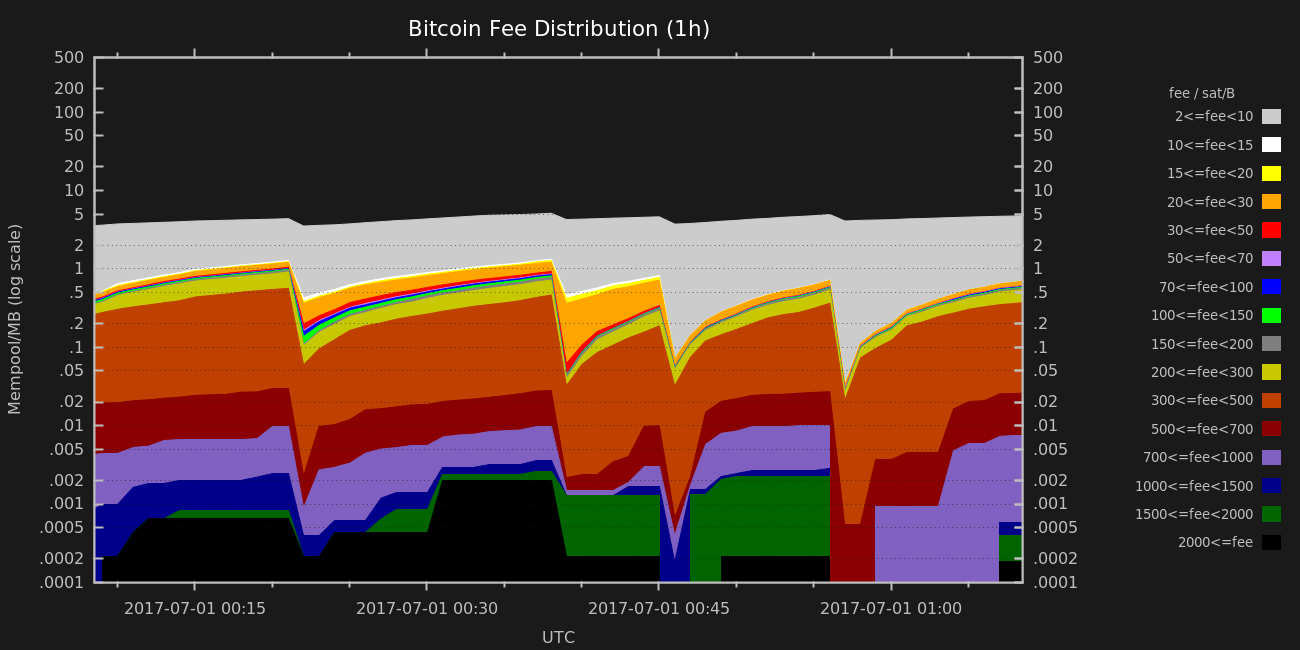 Bitcoin Fee Distribution (1h)
500 500
200 200
100 100
50 50
20 20
10 10
5 5
2 2
1 1
.5 .5
.2 .2
.1 .1
.05 .05
.02 .02
.01 .01
.005 .005
.002 .002
.001 .001
.0005 .0005
.0002 .0002
.0001 .0001
Mempool/MB (log scale)
2017-07-01 00:15 2017-07-01 00:30 2017-07-01 00:45 2017-07-01 01:00
UTC
fee / sat/B
2<=fee<10
10<=fee<15
15<=fee<20
20<=fee<30
30<=fee<50
50<=fee<70
70<=fee<100
100<=fee<150
150<=fee<200
200<=fee<300
300<=fee<500
500<=fee<700
700<=fee<1000
1000<=fee<1500
1500<=fee<2000
2000<=fee